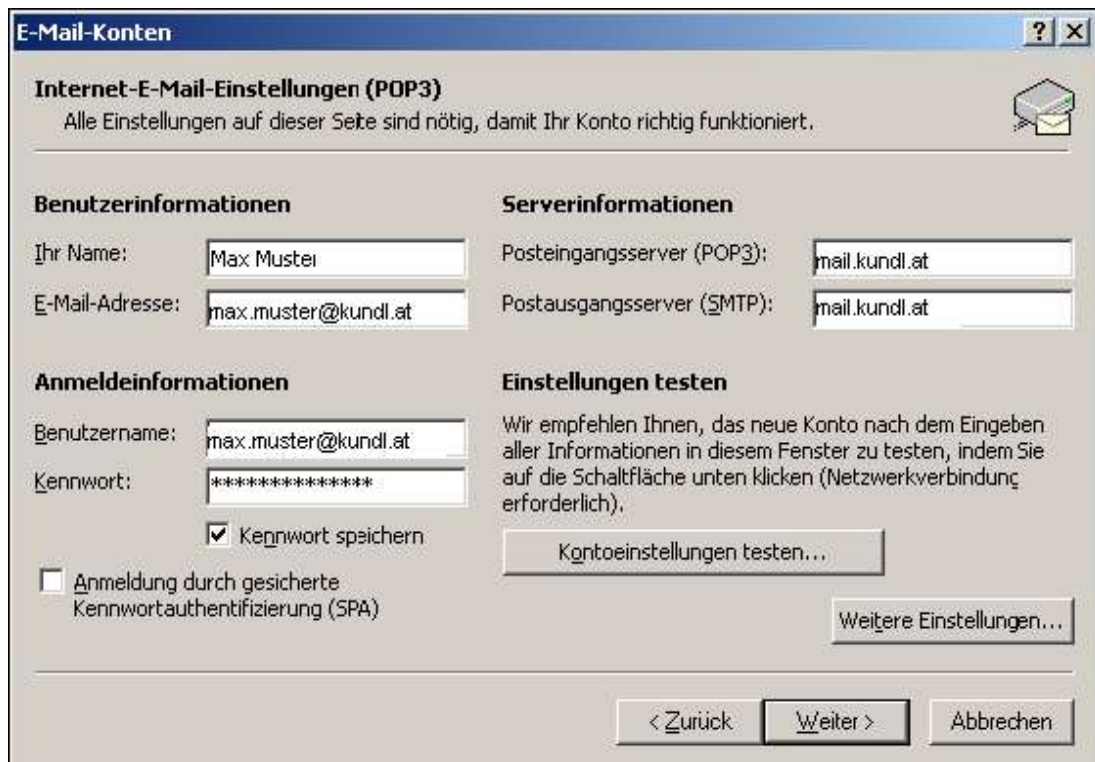 E-Mail-Konten
Internet-E-Mail-Einstellungen (POP3)
Alle Einstellungen auf dieser Seite sind nötig, damit Ihr Konto richtig funktioniert.
Benutzerinformationen
Ihr Name: Max Muster
E-Mail-Adresse: max.muster@kundl.at
Serverinformationen
Posteingangsserver (POP3): mail.kundl.at
Postausgangsserver (SMTP): mail.kundl.at
Anmeldeinformationen
Benutzername: max.muster@kundl.at
Kennwort: **************
Kennwort speichern
Anmeldung durch gesicherte
Kennwortauthentifizierung (SPA)
Einstellungen testen
Wir empfehlen Ihnen, das neue Konto nach dem Eingeben
aller Informationen in diesem Fenster zu testen, indem Sie
auf die Schaltfläche unten klicken (Netzwerkverbindung
erforderlich).
Kontoeinstellungen testen...
Weitere Einstellungen...
< Zurück
Weiter >
Abbrechen